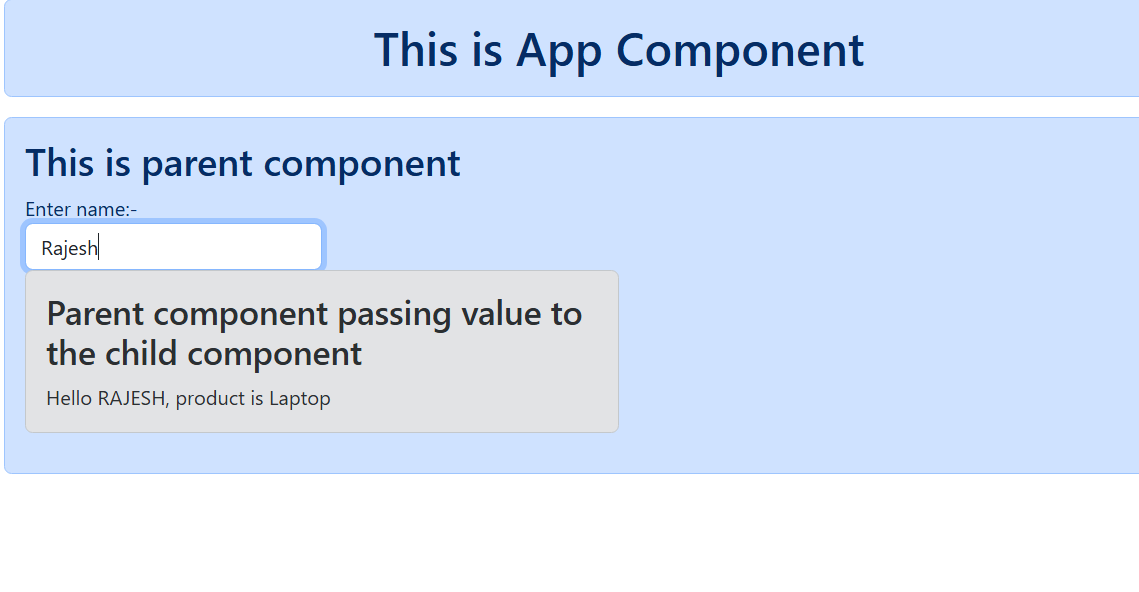 This is App Component
This is parent component
Enter name:-
Rajesh
Parent component passing value to
the child component
Hello RAJESH, product is Laptop